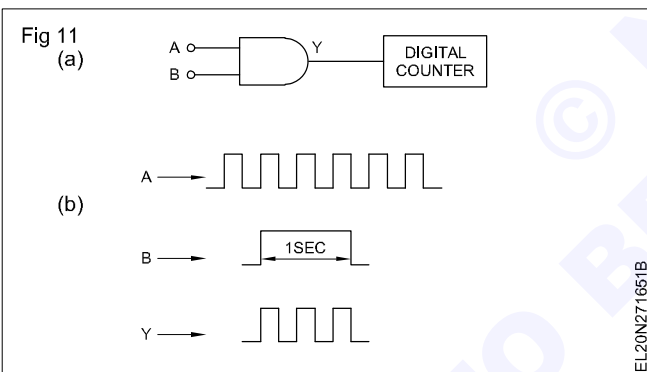 Fig 11
(a)
A
B
Y
DIGITAL
COUNTER
(b)
A
B
1SEC
Y
EL20N271651B
©